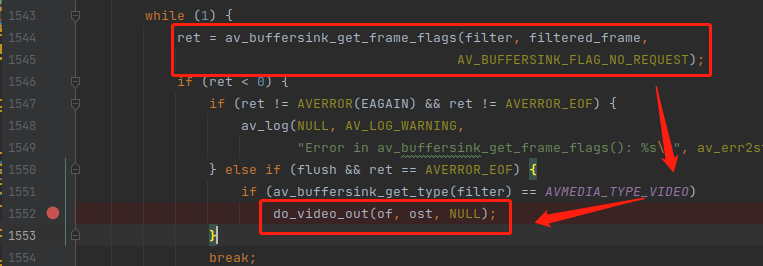 1543 while (1) {
1544 ret = av_buffersink_get_frame_flags(filter, filtered_frame,
1545 AV_BUFFERSINK_FLAG_NO_REQUEST);
1546 if (ret < 0) {
1547 if (ret != AVERROR(EAGAIN) && ret != AVERROR_EOF) {
1548 av_log(NULL, AV_LOG_WARNING,
1549 "Error in av_buffersink_get_frame_flags(): %s\", av_err2st
1550 } else if (flush && ret == AVERROR_EOF) {
1551 if (av_buffersink_get_type(filter) == AVMEDIA_TYPE_VIDEO)
1552 do_video_out(of, ost, NULL);
1553 }
1554 break;